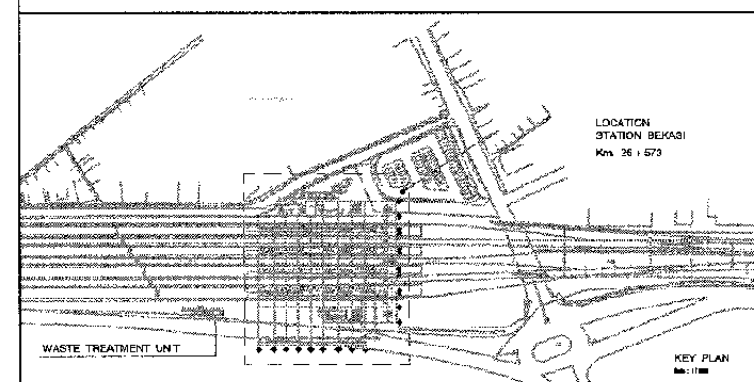 LOCATION
STATION BEKASI
Km. 26 + 573
WASTE TREATMENT UNIT
KEY PLAN